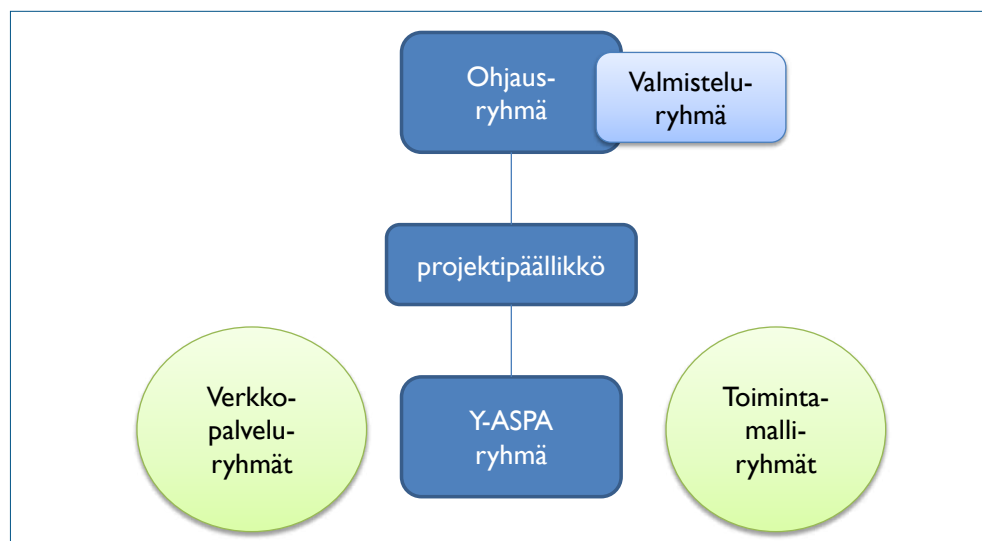 Ohjaus-
ryhmä
Valmistelu-
ryhmä
projektipäällikkö
Verkko-
palvelu-
ryhmät
Y-ASPA
ryhmä
Toiminta-
malli-
ryhmät